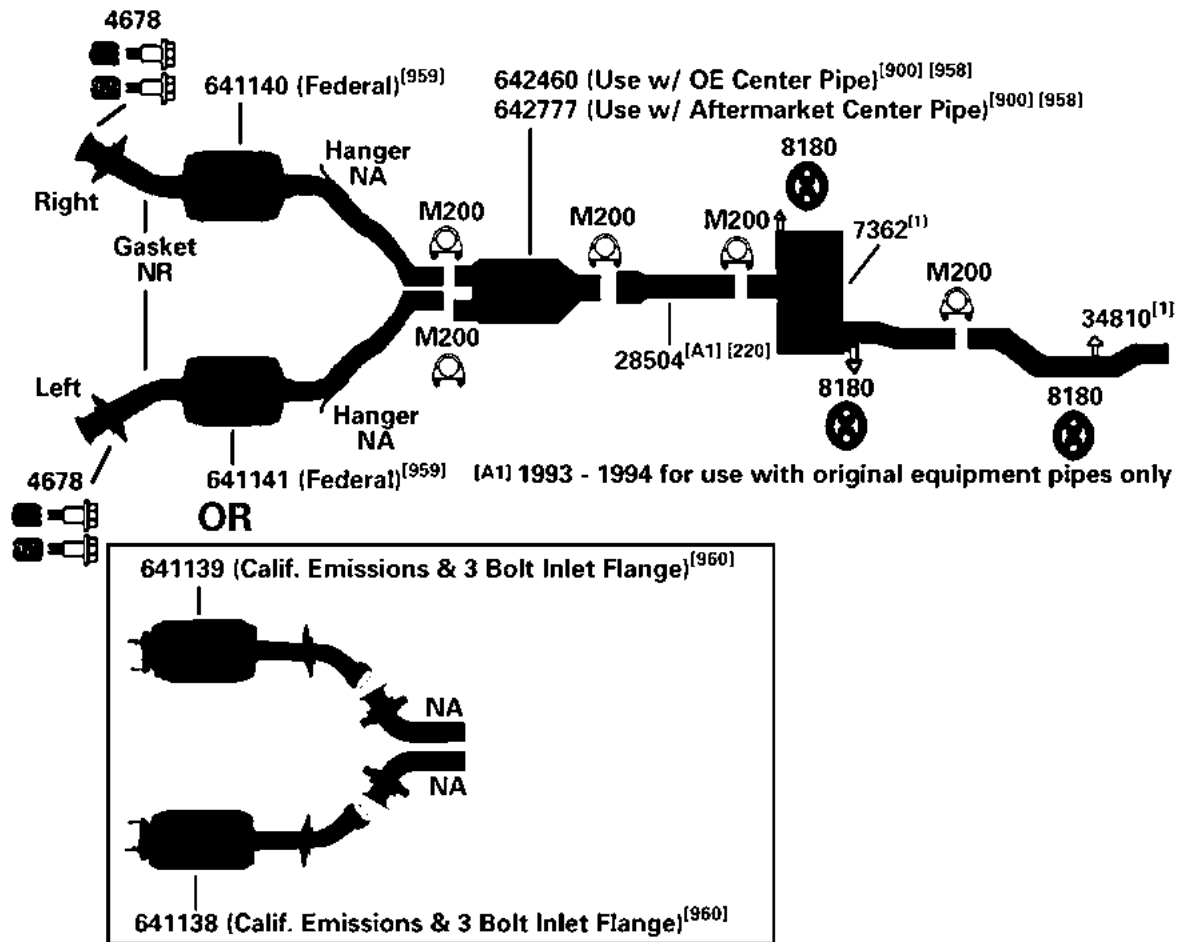 4678
641140 (Federal)[959]
642460 (Use w/ OE Center Pipe)[900] [958]
642777 (Use w/ Aftermarket Center Pipe)[900] [958]
Hanger
NA
8180
Right
M200
M200
M200
7362[1]
Gasket
NR
M200
34810[1]
M200
28504[A1] [220]
Left
Hanger
NA
8180
8180
4678
641141 (Federal)[959]
[A1] 1993 - 1994 for use with original equipment pipes only
OR
641139 (Calif. Emissions & 3 Bolt Inlet Flange)[960]
NA
NA
641138 (Calif. Emissions & 3 Bolt Inlet Flange)[960]